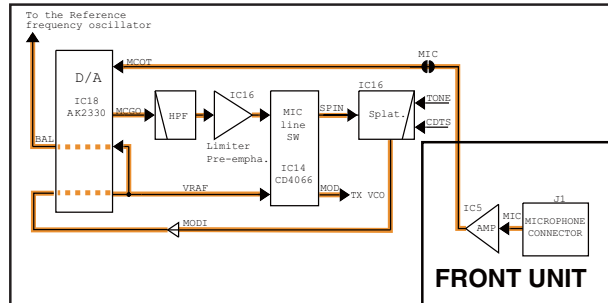 To the Reference
frequency oscillator
D/A
IC18
AK2330
MCOT
MIC
MCGO
HPF
IC16
Limiter
Pre-empha.
MIC
line
SW
IC14
CD4066
SPIN
IC16
Splat.
TONE
CDTS
BAL
VRAF
MOD
TX VCO
MODI
IC5
AMP
MIC
J1
MICROPHONE
CONNECTOR
FRONT UNIT